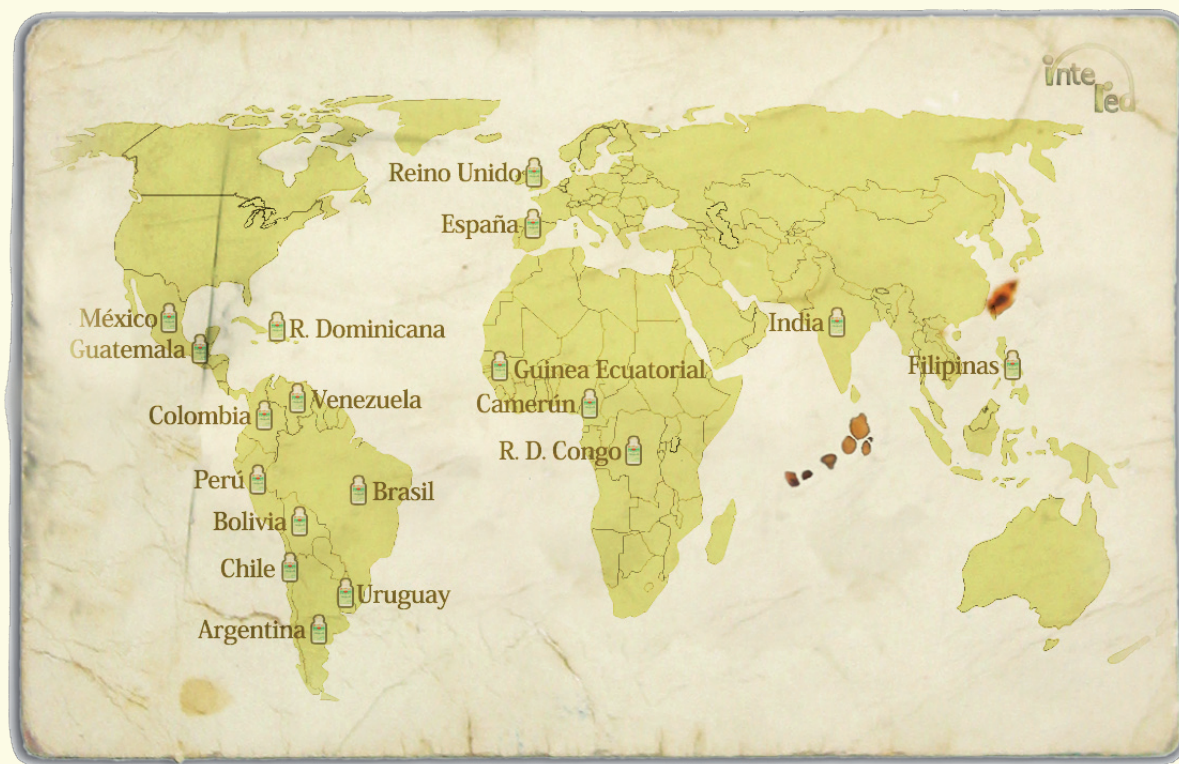 inte
red
Reino Unido
España
México
R. Dominicana
India
Guatemala
Filipinas
Guinea Ecuatorial
Venezuela
Camerún
Colombia
R. D. Congo
Perú
Brasil
Bolivia
Chile
Uruguay
Argentina